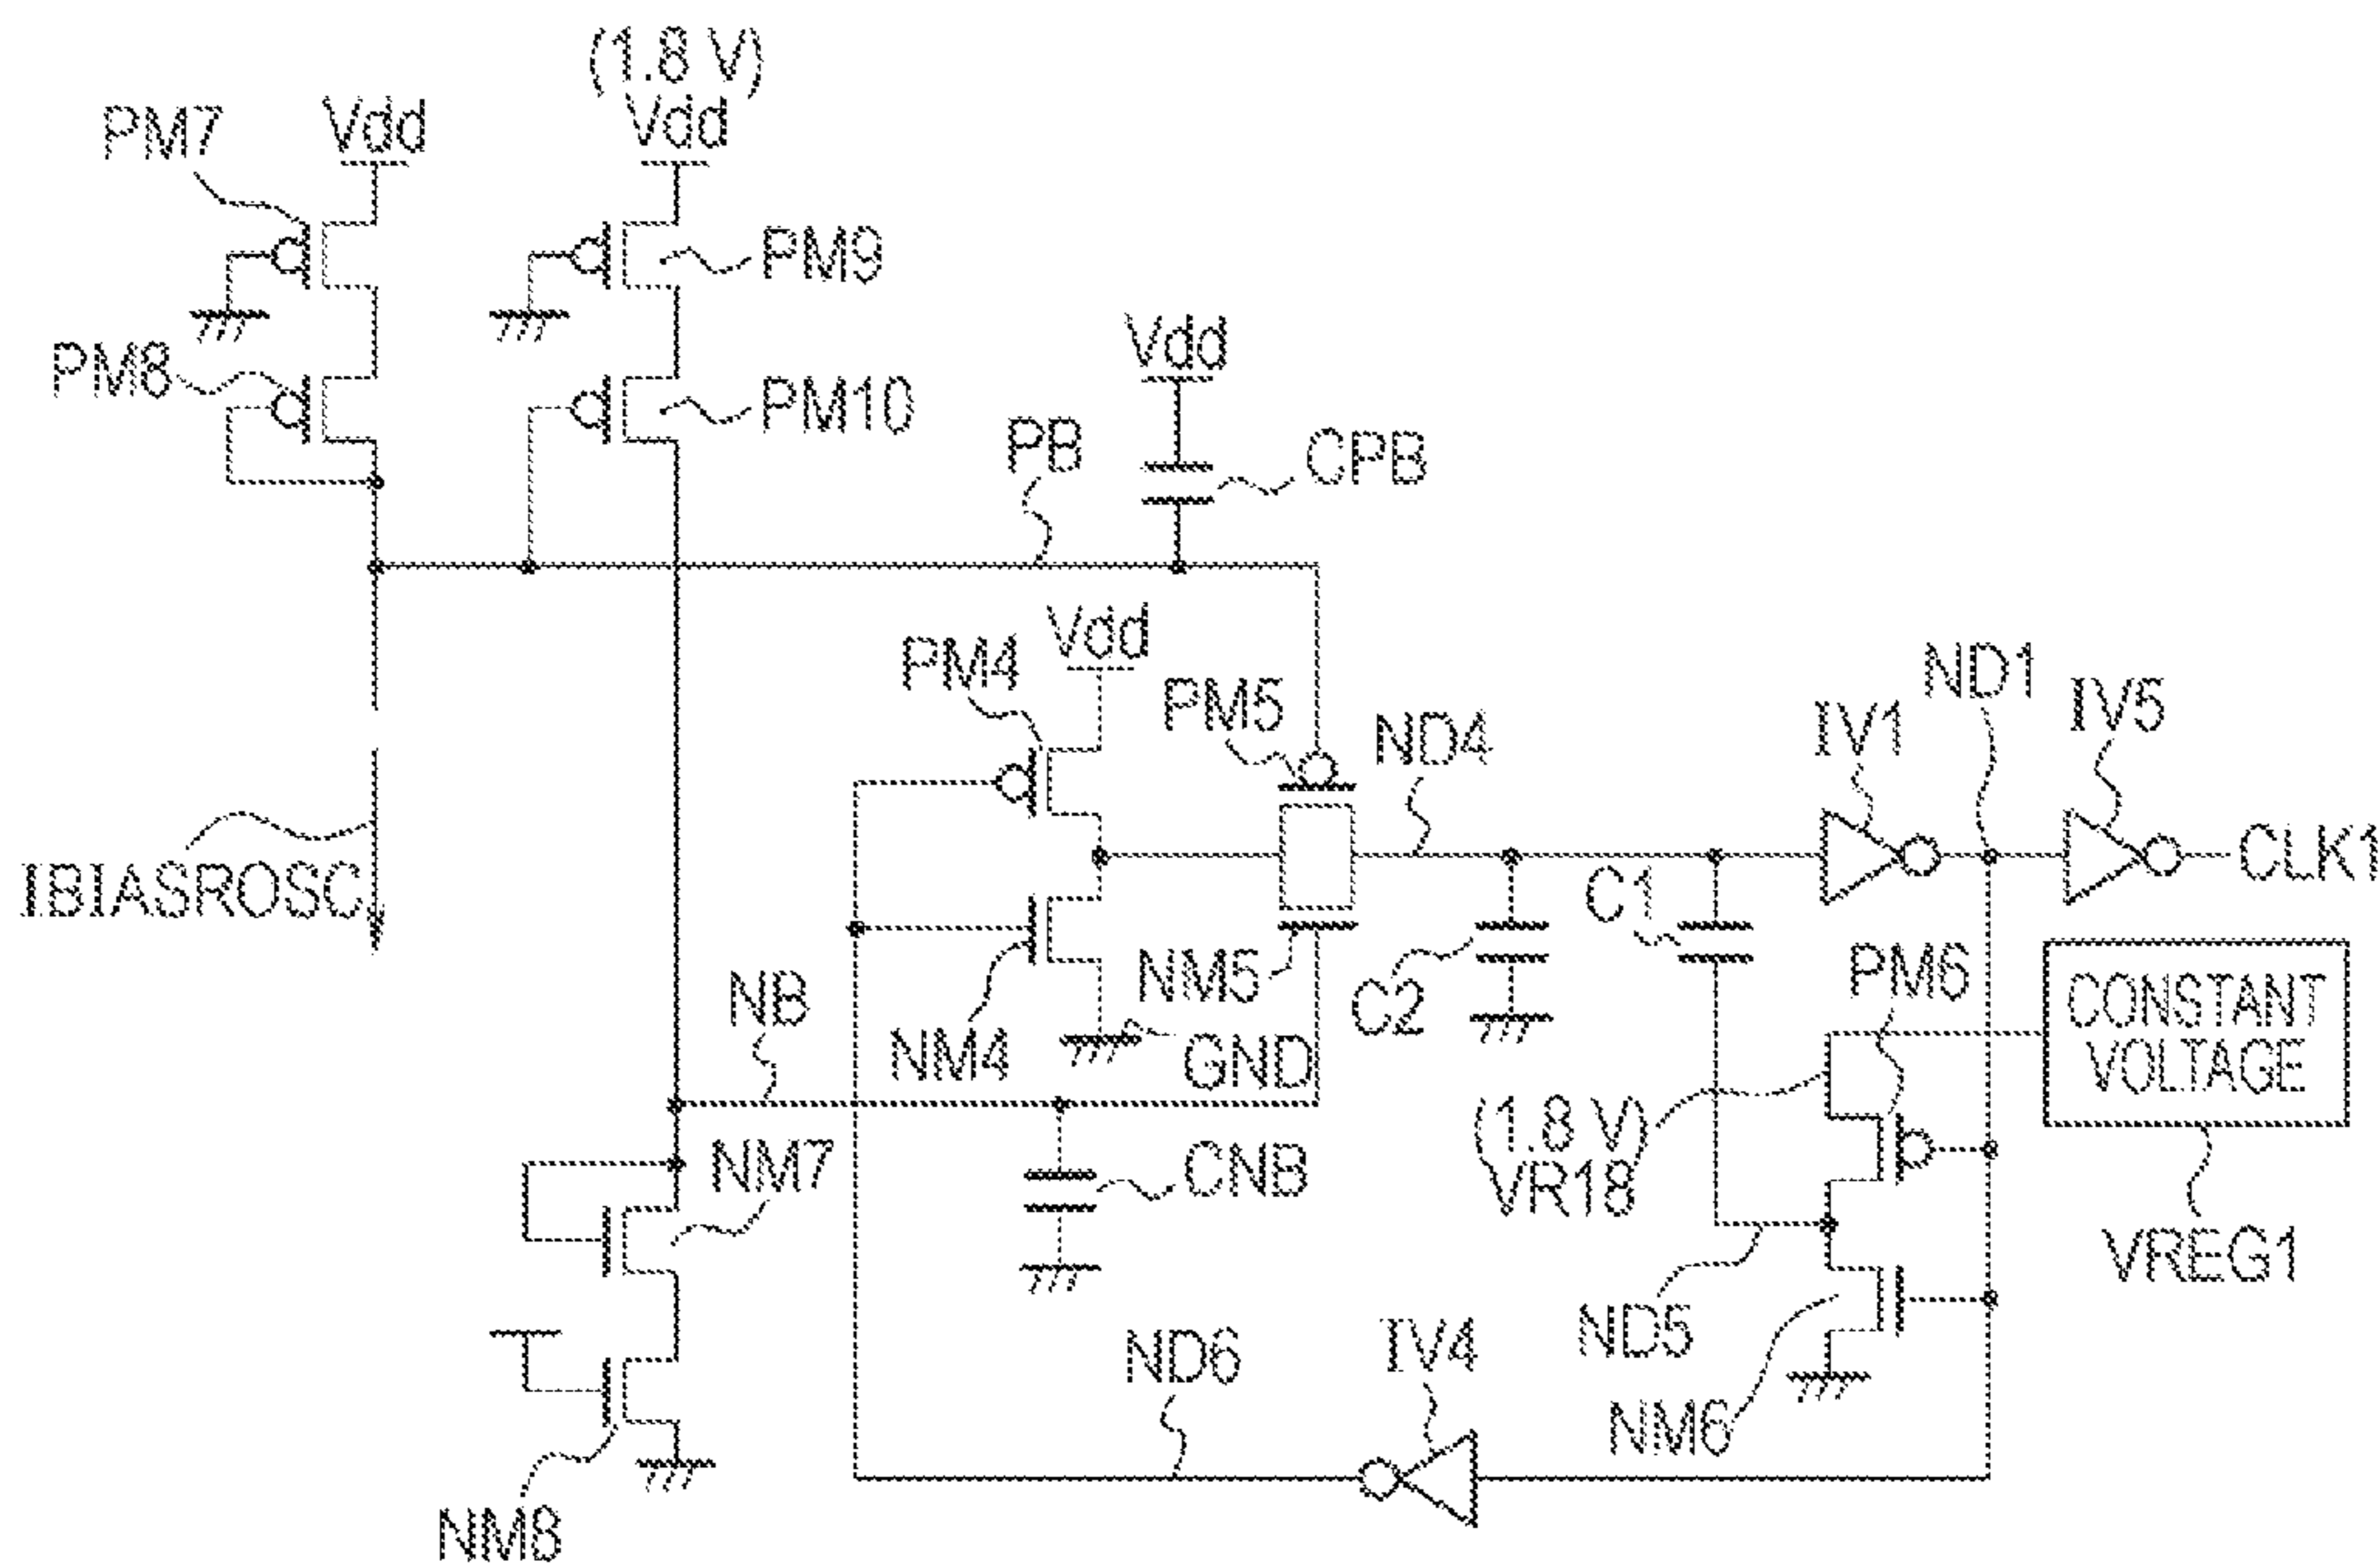 (1.8 V)
PM7
Vdd
Vdd
PM9
PM8
PM10
Vdd
PB
CPB
Vdd
PM4
PM5
ND4
IV1
ND1
IV5
IBIASROSC
CLK1
C1
NM5
C2
PM6
CONSTANT
VOLTAGE
NB
NM4
GND
(1.8 V)
VR18
NM7
CNB
VREG1
ND5
ND6
IV4
NM6
NM8